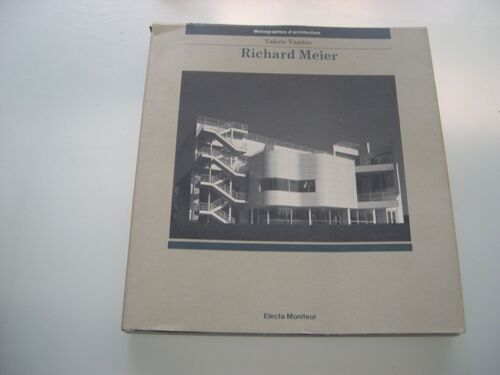 Monographies d'architecture
Valerie Vaudou
Richard Meier
Electa Moniteur